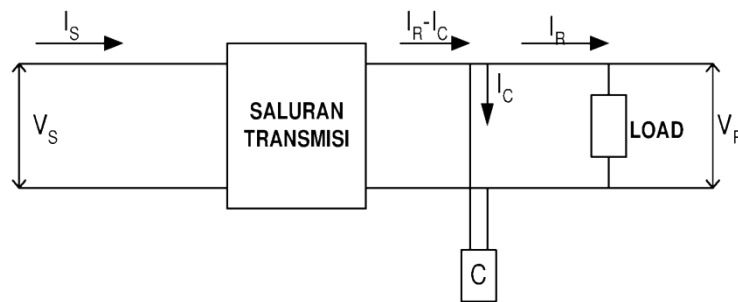 I_S
I_R-I_C
I_R
I_C
V_S
SALURAN
TRANSMISI
LOAD
C